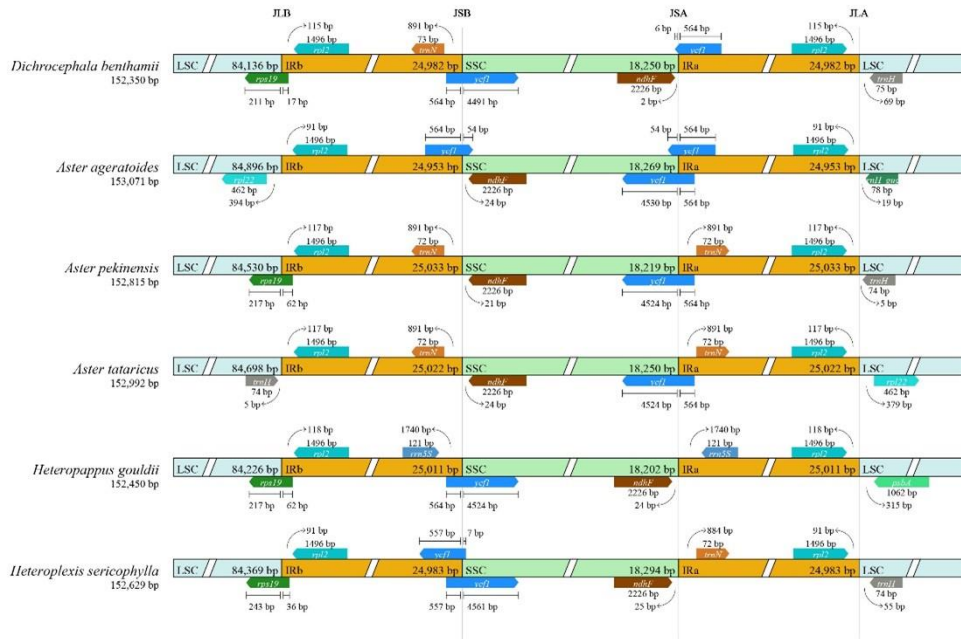 JLB JSB JSA JLA
115 bp 891 bp 6 bp 564 bp 115 bp
1496 bp 73 bp 1496 bp
rpl2 trnN ycf1 rpl2
Dichrocephala benthamii LSC 84,136 bp IRb 24,982 bp SSC 18,250 bp IRa 24,982 bp LSC
152,350 bp rps19 ycf1 ndhF trnH
2226 bp 75 bp
211 bp 17 bp 564 bp 4491 bp 2 bp 69 bp
91 bp 564 bp 54 bp 54 bp 564 bp 91 bp
1496 bp 1496 bp
rpl2 ycf1 ycf1 rpl2
Aster ageratoides LSC 84,896 bp IRb 24,953 bp SSC 18,269 bp IRa 24,953 bp LSC
153,071 bp rpl22 ndhF ycf1
462 bp 2226 bp 78 bp
394 bp 24 bp 4530 bp 564 bp 19 bp
117 bp 891 bp 891 bp 117 bp
1496 bp 72 bp 72 bp 1496 bp
rpl2 trnN trnN rpl2
Aster pekinensis LSC 84,530 bp IRb 25,033 bp SSC 18,219 bp IRa 25,033 bp LSC
152,815 bp rps19 ndhF ycf1 trnH
2226 bp 74 bp
217 bp 62 bp 21 bp 4524 bp 564 bp 5 bp
117 bp 891 bp 891 bp 117 bp
1496 bp 72 bp 72 bp 1496 bp
rpl2 trnN trnN rpl2
Aster tataricus LSC 84,698 bp IRb 25,022 bp SSC 18,250 bp IRa 25,022 bp LSC
152,992 bp trnH ndhF ycf1 rpl22
74 bp 2226 bp 462 bp
5 bp 24 bp 4524 bp 564 bp 379 bp
118 bp 1740 bp 1740 bp 118 bp
1496 bp 121 bp 121 bp 1496 bp
rpl2 rrn5S rrn5S rpl2
Heteropappus gouldii LSC 84,226 bp IRb 25,011 bp SSC 18,202 bp IRa 25,011 bp LSC
152,450 bp rps19 ycf1 ndhF psbA
2226 bp 1062 bp
217 bp 62 bp 564 bp 4524 bp 24 bp 315 bp
91 bp 557 bp 7 bp 884 bp 91 bp
1496 bp 72 bp 1496 bp
rpl2 ycf1 trnN rpl2
Heteroplexis sericophylla LSC 84,369 bp IRb 24,983 bp SSC 18,294 bp IRa 24,983 bp LSC
152,629 bp rps19 ycf1 ndhF trnH
2226 bp 74 bp
243 bp 36 bp 557 bp 4561 bp 25 bp 55 bp